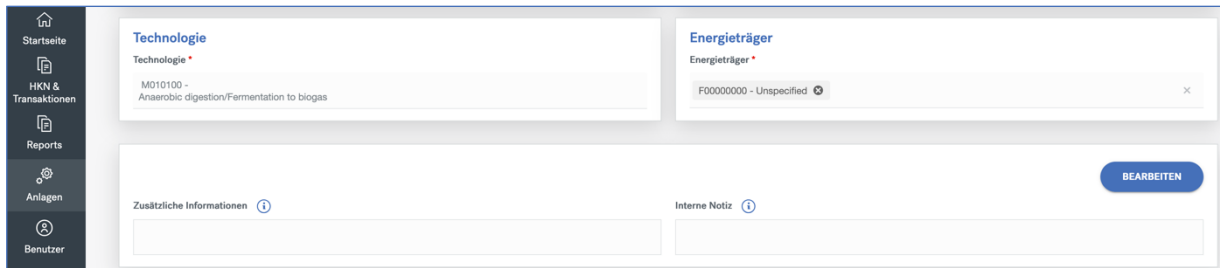 Startseite
HKN &
Transaktionen
Reports
Anlagen
Benutzer
Technologie
Technologie *
M010100 -
Anaerobic digestion/Fermentation to biogas
Energieträger
Energieträger *
F00000000 - Unspecified
BEARBEITEN
Zusätzliche Informationen
Interne Notiz